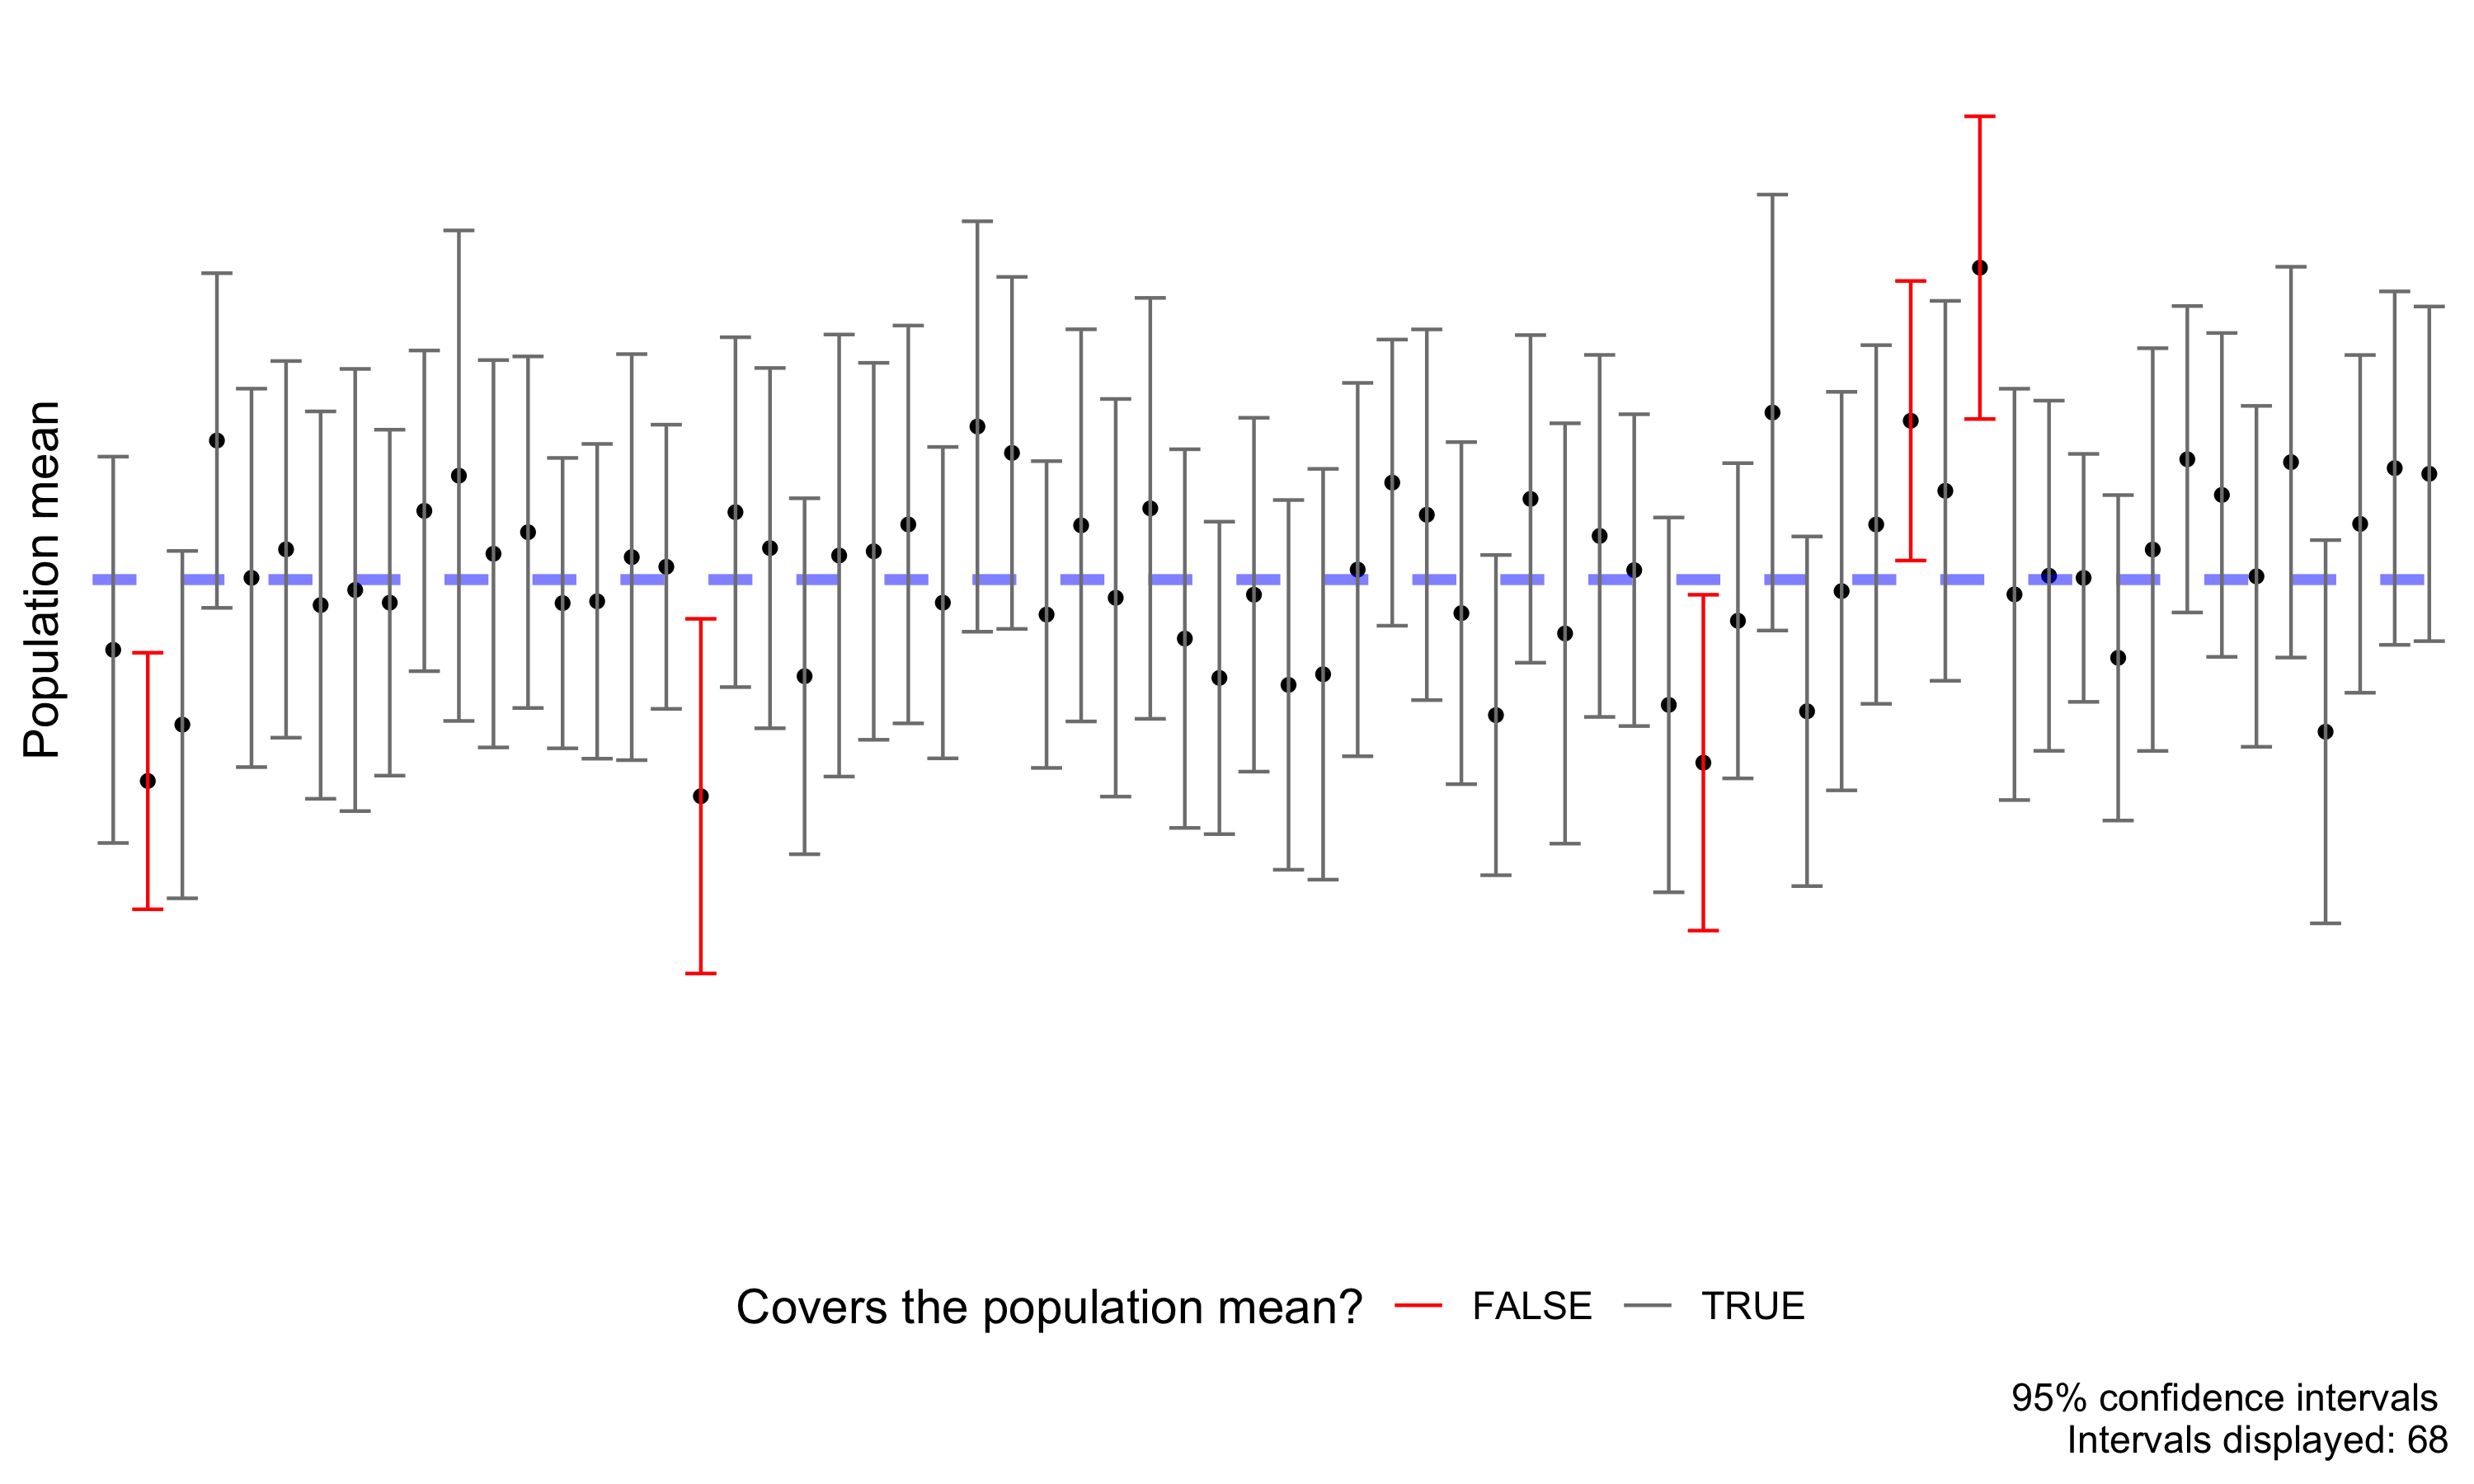 Population mean
Covers the population mean? FALSE TRUE
95% confidence intervals
Intervals displayed: 68